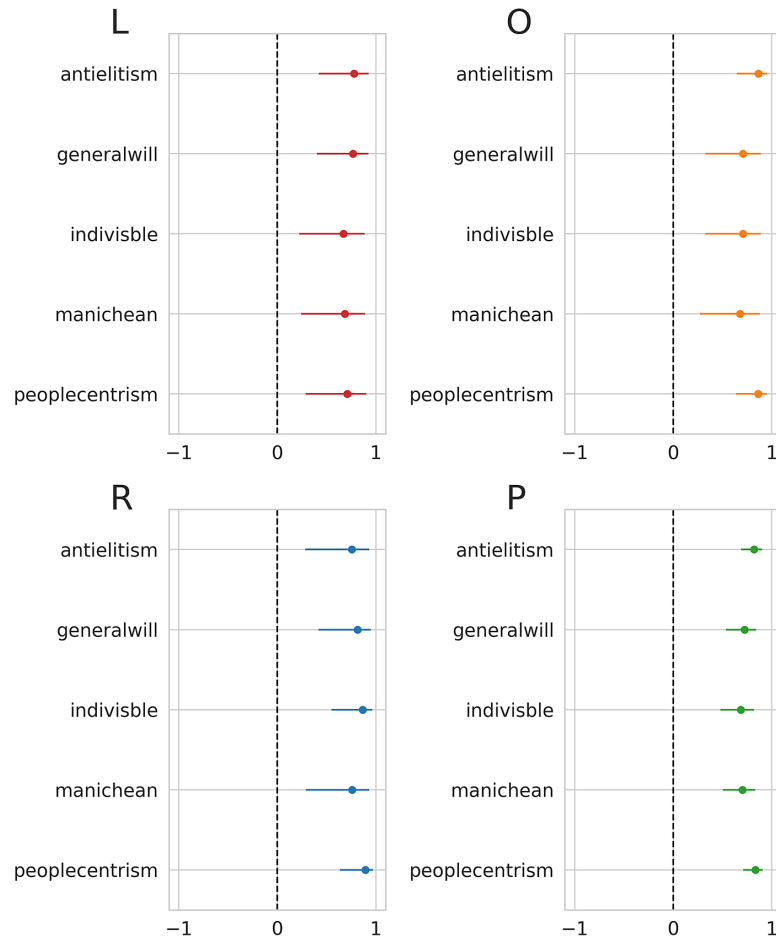 L
antielitism
generalwill
indivisble
manichean
peoplecentrism
−1 0 1
O
antielitism
generalwill
indivisble
manichean
peoplecentrism
−1 0 1
R
antielitism
generalwill
indivisble
manichean
peoplecentrism
−1 0 1
P
antielitism
generalwill
indivisble
manichean
peoplecentrism
−1 0 1